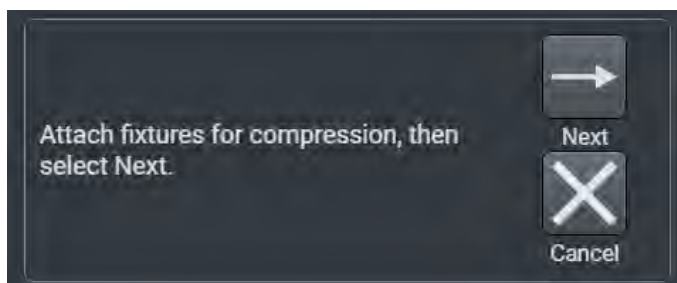 Attach fixtures for compression, then
select Next.
Next
Cancel